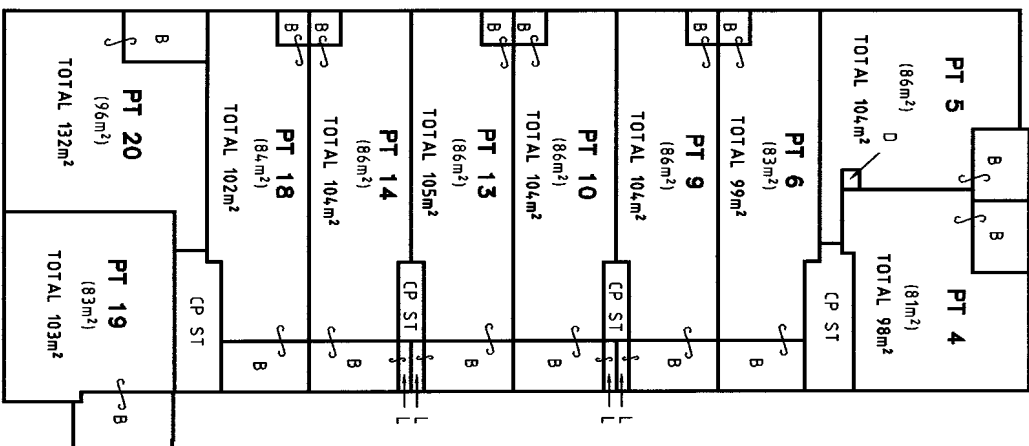 PT 5
(86m²)
TOTAL 104m²
D
B
B
PT 4
(81m²)
TOTAL 98m²
CP ST
B
PT 6
(83m²)
TOTAL 99m²
B
B
PT 9
(86m²)
TOTAL 104m²
B
CP ST
L
L
B
PT 10
(86m²)
TOTAL 104m²
B
B
PT 13
(86m²)
TOTAL 105m²
B
CP ST
L
L
B
PT 14
(86m²)
TOTAL 104m²
B
B
PT 18
(84m²)
TOTAL 102m²
B
CP ST
B
PT 20
(96m²)
TOTAL 132m²
PT 19
(83m²)
TOTAL 103m²
B